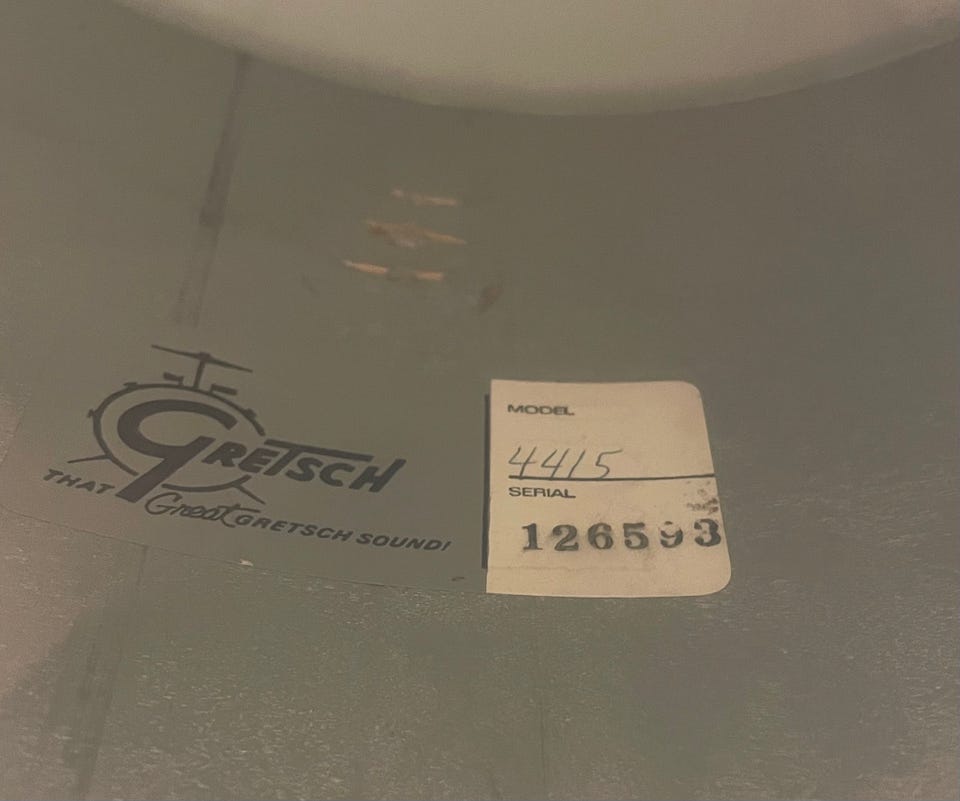 GRETSCH
THAT Great GRETSCH SOUND!
MODEL
4415
SERIAL
126593